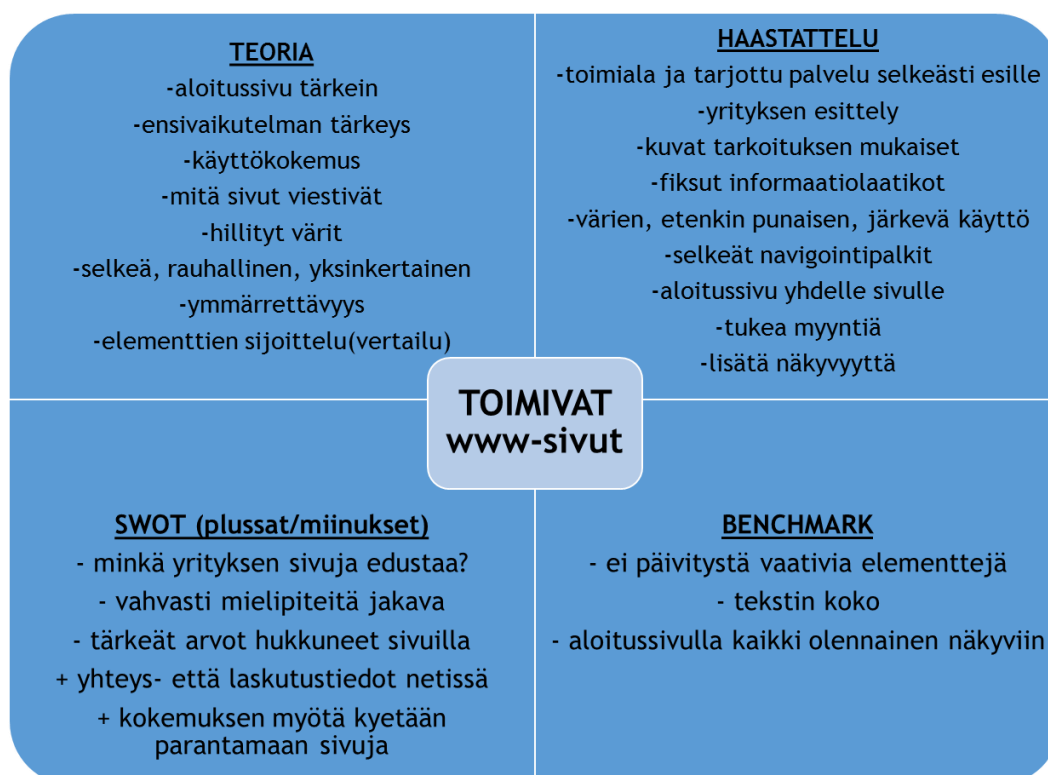 TEORIA
-aloitussivu tärkein
-ensivaikutelman tärkeys
-käyttökokemus
-mitä sivut viestivät
-hillityt värit
-selkeä, rauhallinen, yksinkertainen
-ymmärrettävyys
-elementtien sijoittelu(vertailu)
HAASTATTELU
-toimiala ja tarjottu palvelu selkeästi esille
-yrityksen esittely
-kuvat tarkoituksen mukaiset
-fiksut informaatiolaatikot
-värien, etenkin punaisen, järkevä käyttö
-selkeät navigointipalkit
-aloitussivu yhdelle sivulle
-tukea myyntiä
-lisätä näkyvyyttä
TOIMIVAT
www-sivut
SWOT (plussat/miinukset)
- minkä yrityksen sivuja edustaa?
- vahvasti mielipiteitä jakava
- tärkeät arvot hukkuneet sivuilla
+ yhteys- että laskutustiedot netissä
+ kokemuksen myötä kyetään
parantamaan sivuja
BENCHMARK
- ei päivitystä vaativia elementtejä
- tekstin koko
- aloitussivulla kaikki olennainen näkyviin